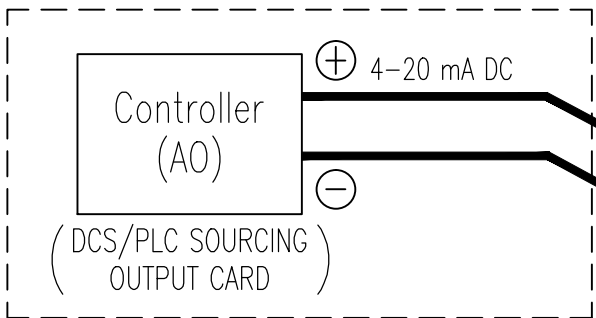 + 4-20 mA DC
Controller
(AO)
−
(DCS/PLC SOURCING
OUTPUT CARD)